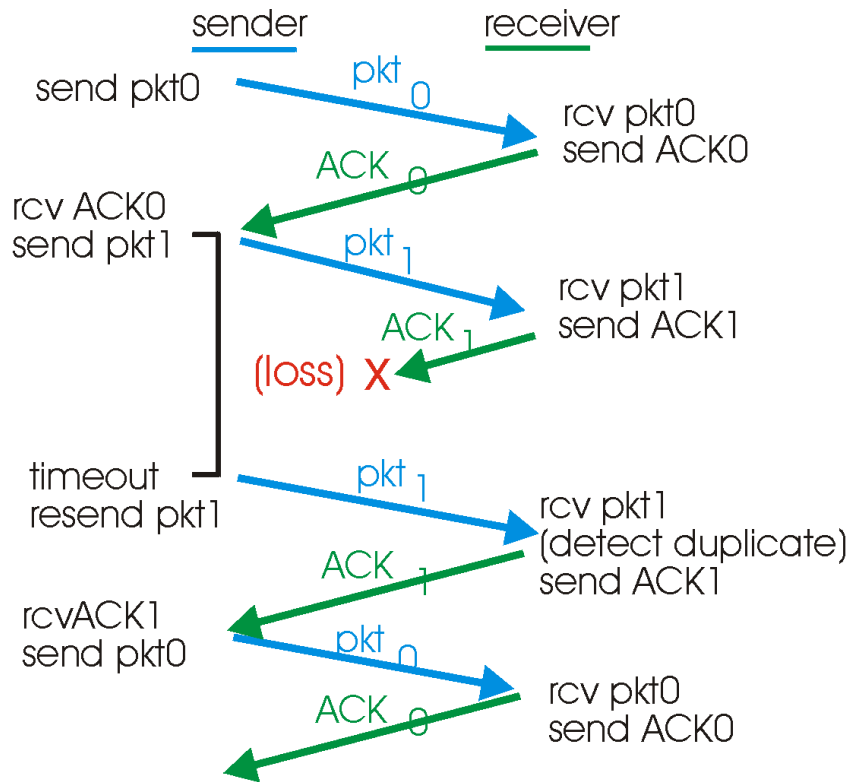 sender
receiver
send pkt0
pkt 0
rcv pkt0
send ACK0
ACK 0
rcv ACK0
send pkt1
pkt 1
rcv pkt1
send ACK1
ACK 1
(loss) X
timeout
resend pkt1
pkt 1
rcv pkt1
(detect duplicate)
send ACK1
ACK 1
rcvACK1
send pkt0
pkt 0
rcv pkt0
send ACK0
ACK 0